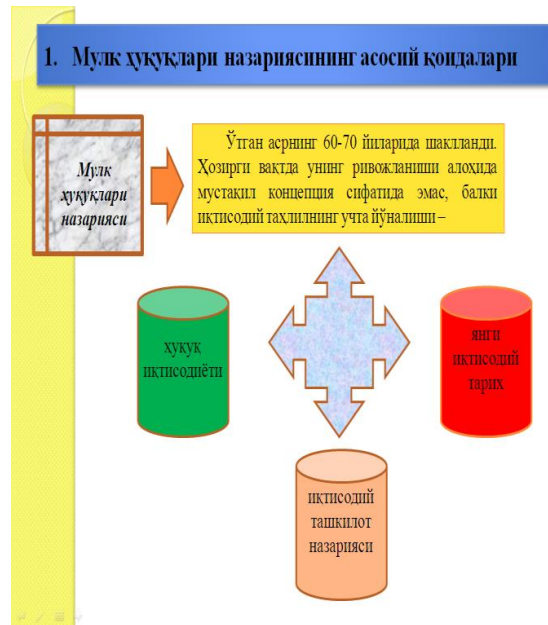 1. Мулк ҳуқуқлари назариясининг асосий қоидалари
Мулк
ҳуқуқлари
назарияси
Ўтган асрнинг 60-70 йиларида шаклланди.
Ҳозирги вақтда унинг ривожланиши алоҳида
мустақил концепция сифатида эмас, балки
иқтисодий таҳлилнинг учта йўналиши –
ҳуқуқ
иқтисодиёти
янги
иқтисодий
тарих
иқтисодий
ташкилот
назарияси